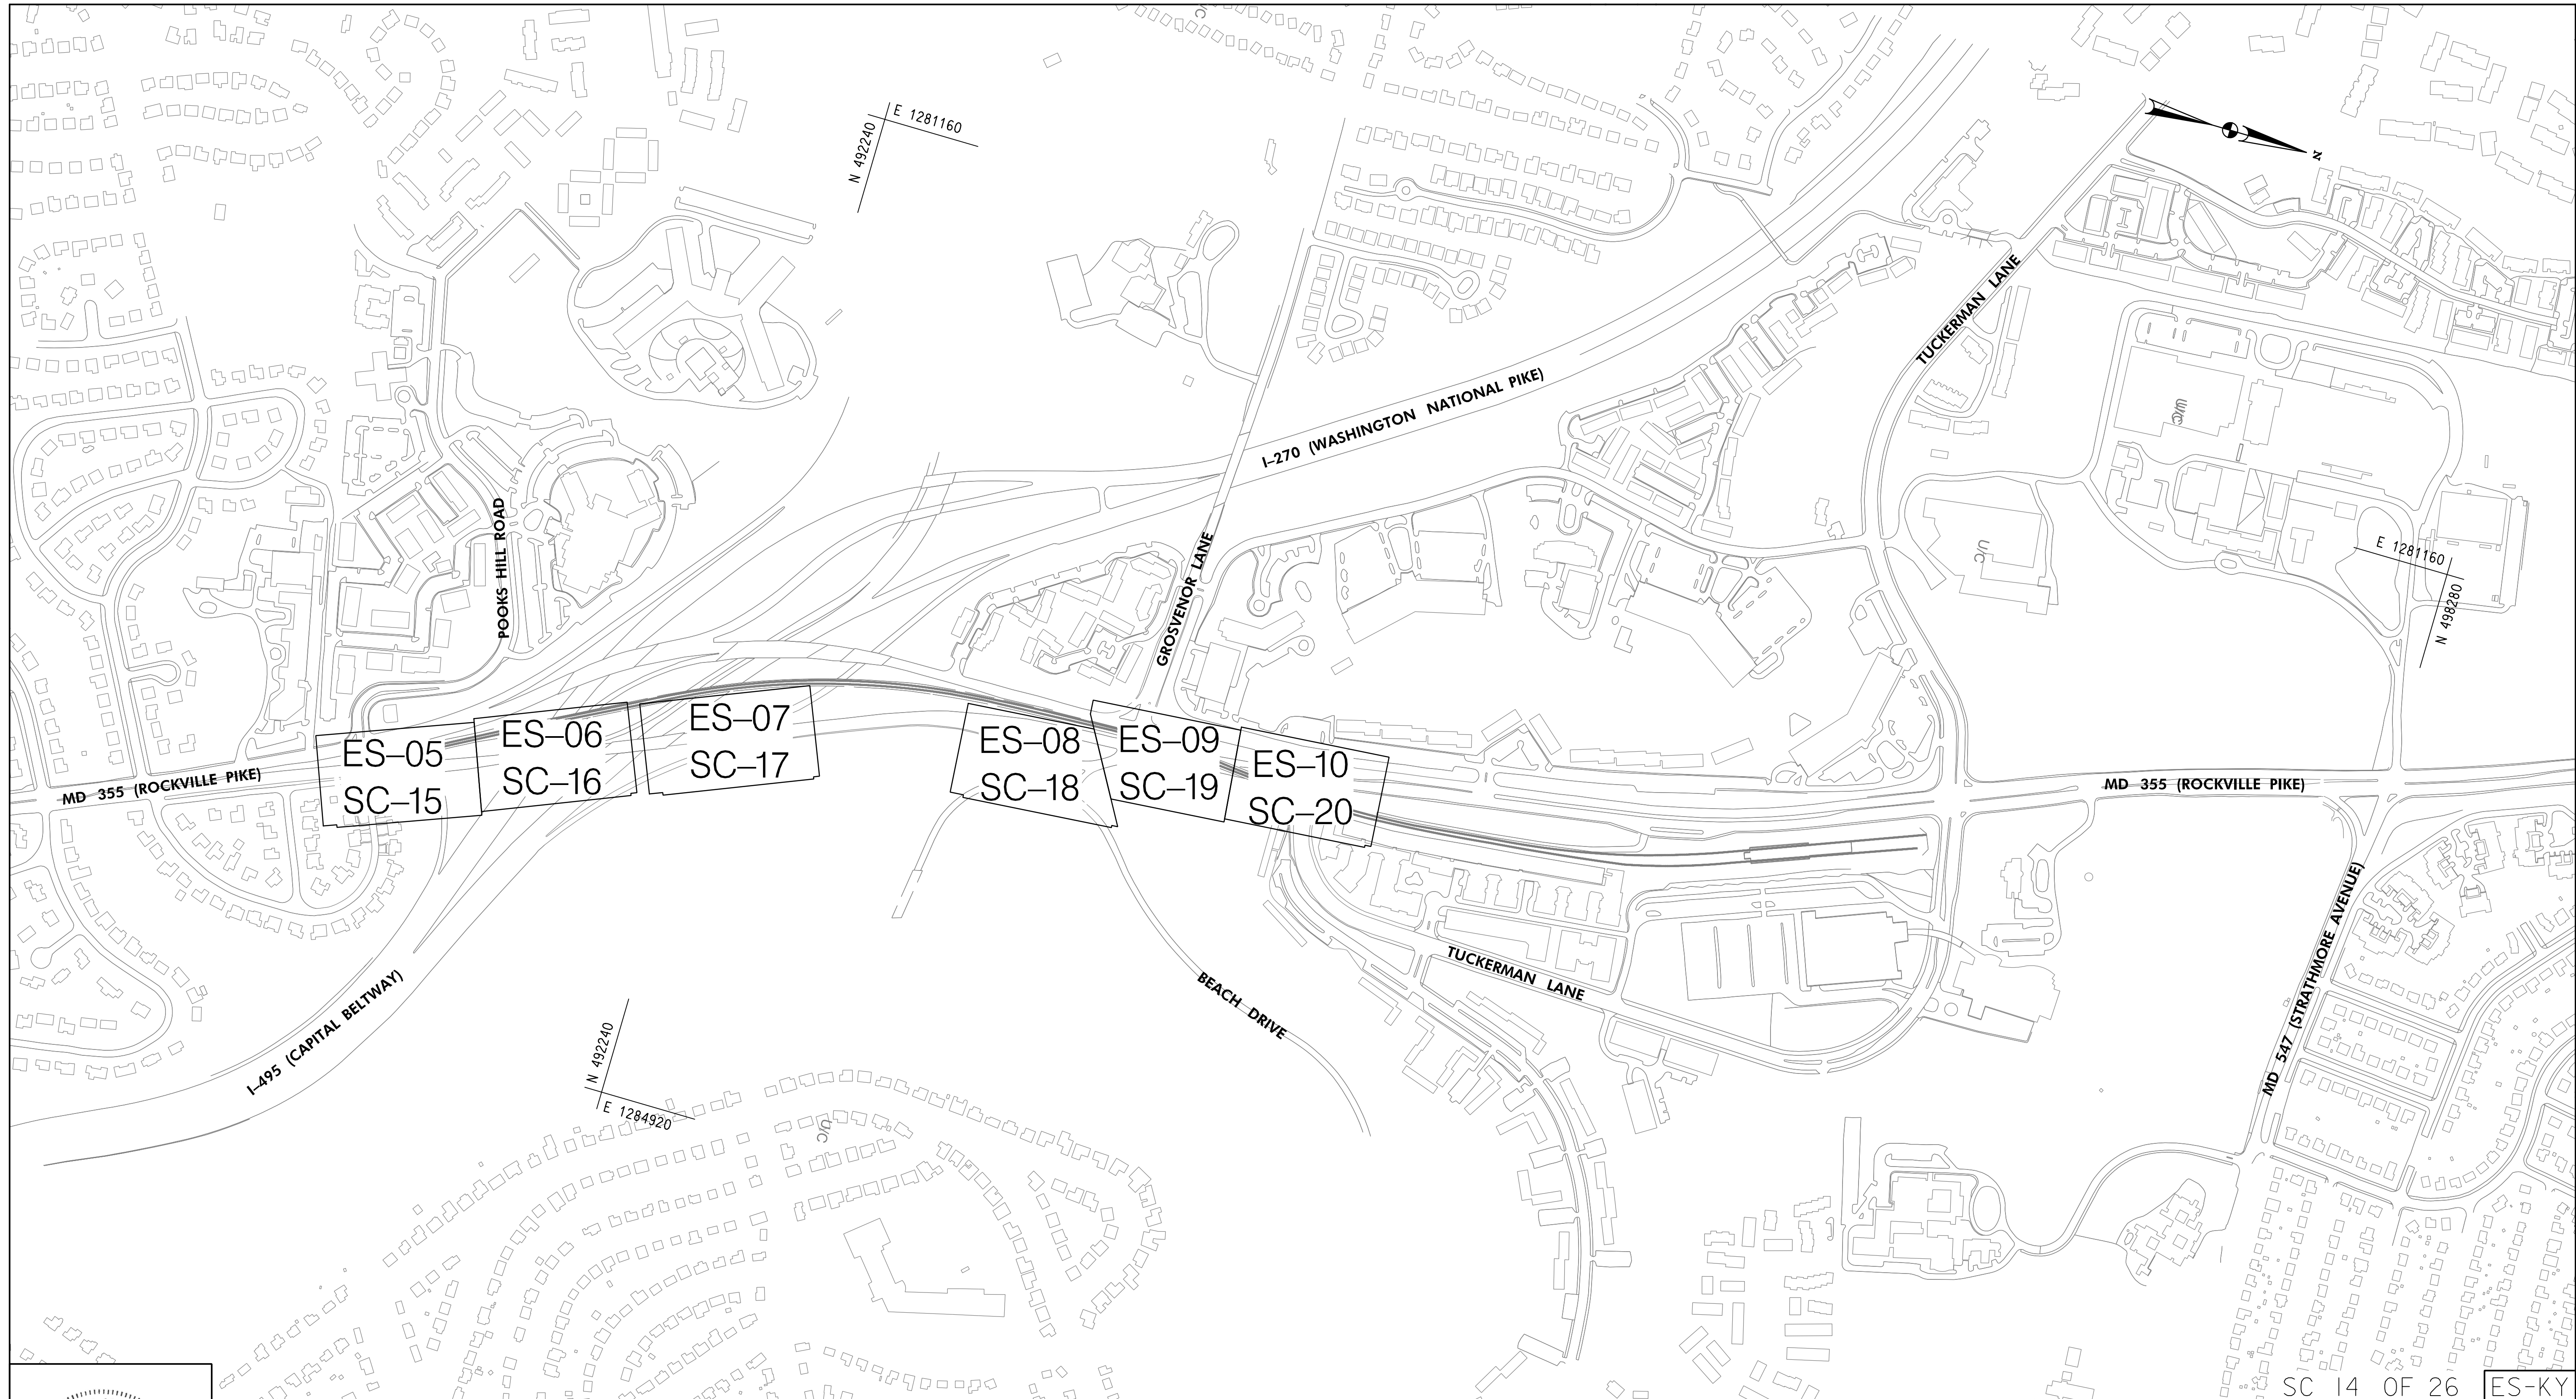 U/C
E 1281160
N 492240
N
TUCKERMAN LANE
I-270 (WASHINGTON NATIONAL PIKE)
U/C
POOKS HILL ROAD
GROSVENOR LANE
U/C
E 1281160
N 498280
ES-05
SC-15
ES-06
SC-16
ES-07
SC-17
ES-08
SC-18
ES-09
SC-19
ES-10
SC-20
MD 355 (ROCKVILLE PIKE)
MD 355 (ROCKVILLE PIKE)
TUCKERMAN LANE
BEACH DRIVE
MD 547 (STRATHMORE AVENUE)
I-495 (CAPITAL BELTWAY)
N 492240
E 1284920
U/C
SC 14 OF 26
ES-KY